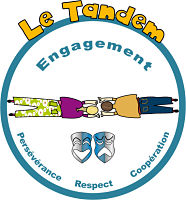 Le Tandem
Engagement
Persévérance
Respect
Coopération